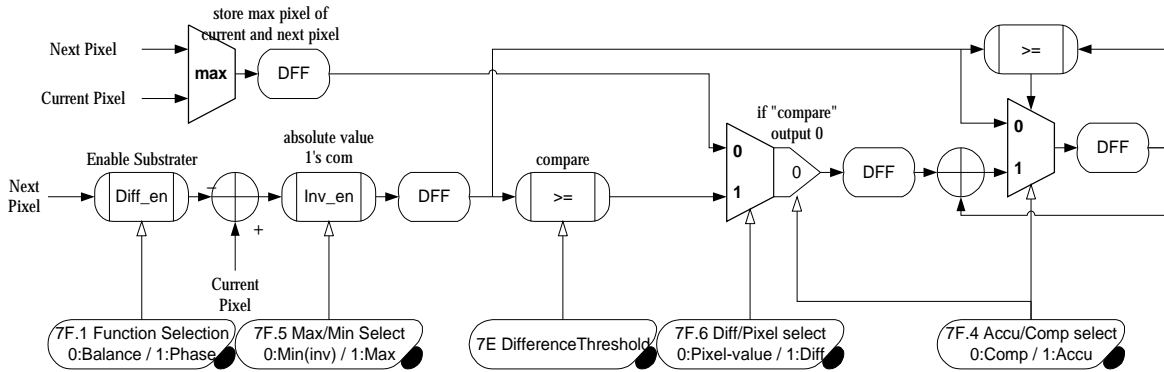 store max pixel of
current and next pixel
Next Pixel
max
DFF
>=
Current Pixel
if "compare"
output 0
absolute value
1's com
0
DFF
Enable Substrater
compare
0
0
DFF
1
Next
Pixel
Diff_en
−
Inv_en
DFF
>=
1
+
Current
Pixel
7F.1 Function Selection
0:Balance / 1:Phase
7F.5 Max/Min Select
0:Min(inv) / 1:Max
7E DifferenceThreshold
7F.6 Diff/Pixel select
0:Pixel-value / 1:Diff
7F.4 Accu/Comp select
0:Comp / 1:Accu